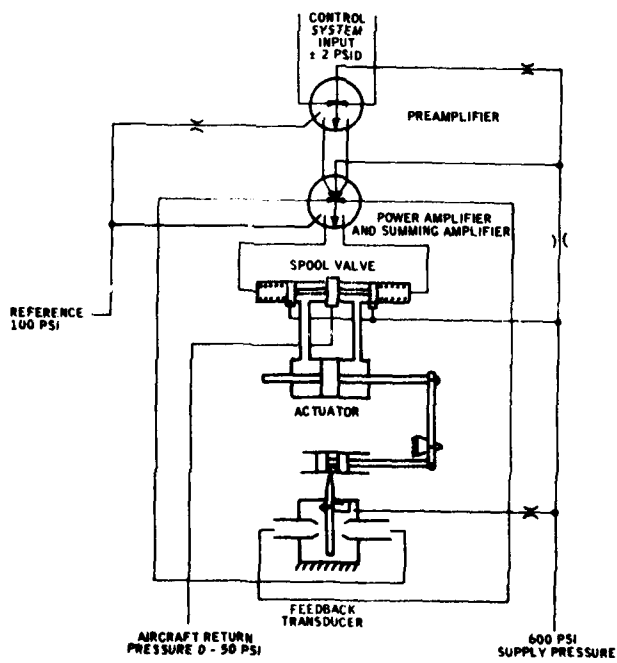 CONTROL
SYSTEM
INPUT
± 2 PSID
PREAMPLIFIER
POWER AMPLIFIER
AND SUMMING AMPLIFIER
SPOOL VALVE
REFERENCE
100 PSI
ACTUATOR
FEEDBACK
TRANSDUCER
AIRCRAFT RETURN
PRESSURE 0 - 50 PSI
600 PSI
SUPPLY PRESSURE